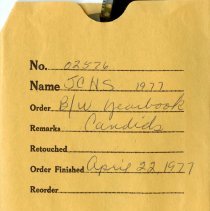 No. 02576
Name JCHS 1977
Order B/W Yearbook
Remarks Candids
Retouched
Order Finished April 22 1977
Reorder